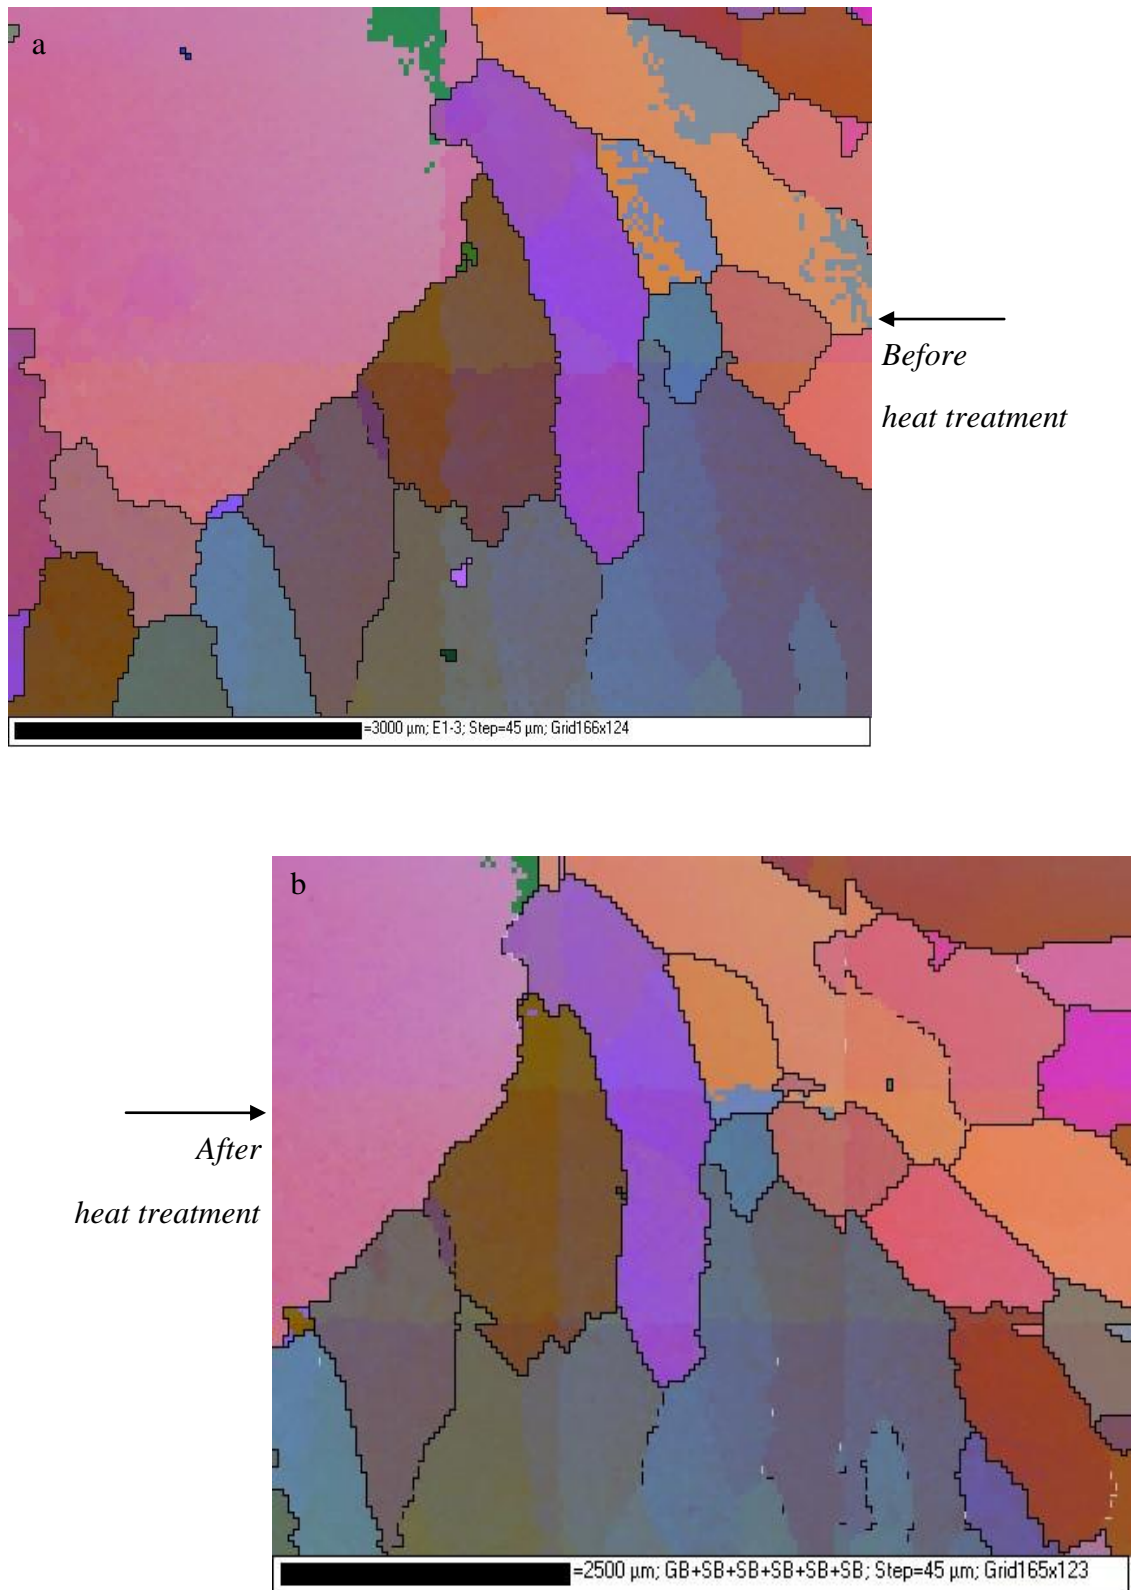 a
Before
heat treatment
=3000 µm; E1-3; Step=45 µm; Grid166x124
b
After
heat treatment
=2500 µm; GB+SB+SB+SB+SB+SB; Step=45 µm; Grid165x123